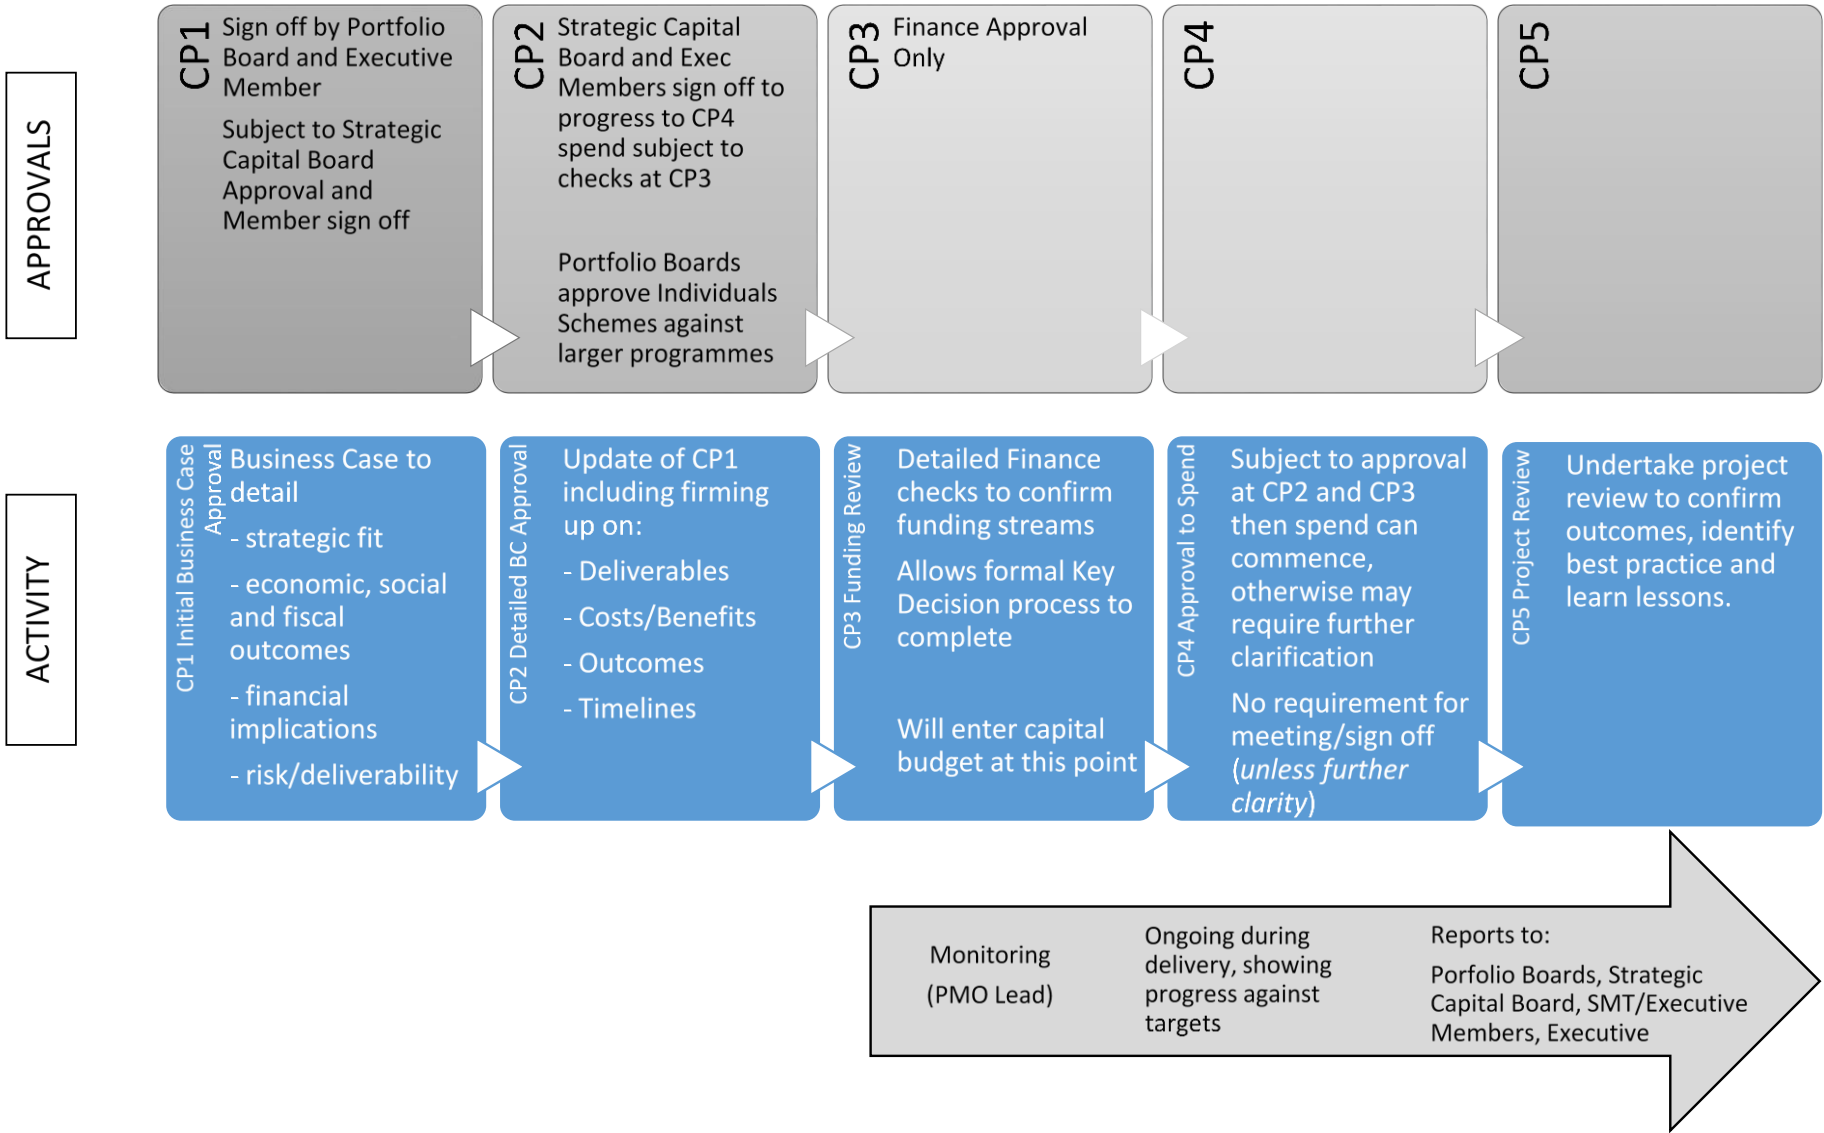 APPROVALS
CP1
Sign off by Portfolio
Board and Executive
Member
Subject to Strategic
Capital Board
Approval and
Member sign off
CP2
Strategic Capital
Board and Exec
Members sign off to
progress to CP4
spend subject to
checks at CP3
Portfolio Boards
approve Individuals
Schemes against
larger programmes
CP3
Finance Approval
Only
CP4
CP5
ACTIVITY
CP1 Initial Business Case
Approval
Business Case to
detail
- strategic fit
- economic, social
and fiscal
outcomes
- financial
implications
- risk/deliverability
CP2 Detailed BC Approval
Update of CP1
including firming
up on:
- Deliverables
- Costs/Benefits
- Outcomes
- Timelines
CP3 Funding Review
Detailed Finance
checks to confirm
funding streams
Allows formal Key
Decision process to
complete
Will enter capital
budget at this point
CP4 Approval to Spend
Subject to approval
at CP2 and CP3
then spend can
commence,
otherwise may
require further
clarification
No requirement for
meeting/sign off
(unless further
clarity)
CP5 Project Review
Undertake project
review to confirm
outcomes, identify
best practice and
learn lessons.
Monitoring
(PMO Lead)
Ongoing during
delivery, showing
progress against
targets
Reports to:
Porfolio Boards, Strategic
Capital Board, SMT/Executive
Members, Executive